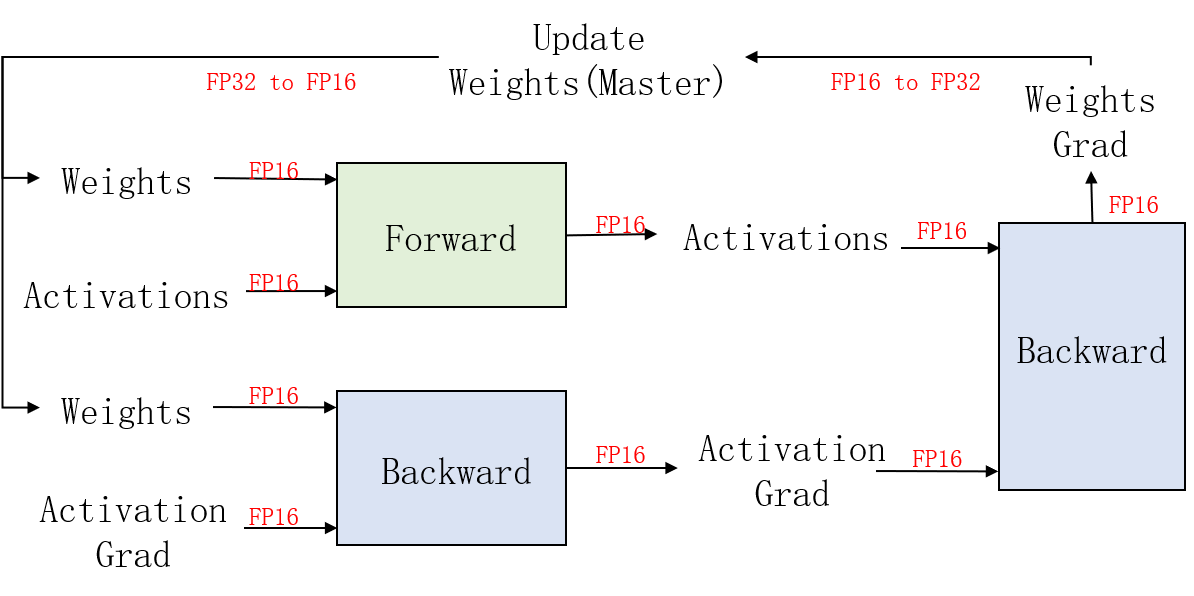 Update
Weights(Master)
FP32 to FP16
FP16 to FP32
Weights
Grad
Weights
FP16
Forward
FP16
Activations
FP16
FP16
Activations
FP16
Backward
Weights
FP16
Backward
FP16
Activation
Grad
FP16
Activation
Grad
FP16